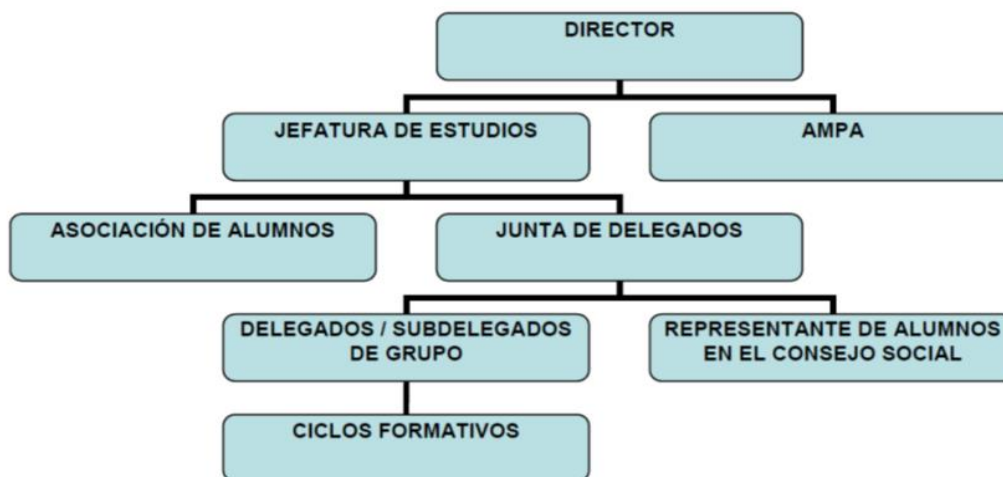 DIRECTOR
JEFATURA DE ESTUDIOS
AMPA
ASOCIACIÓN DE ALUMNOS
JUNTA DE DELEGADOS
DELEGADOS / SUBDELEGADOS
DE GRUPO
REPRESENTANTE DE ALUMNOS
EN EL CONSEJO SOCIAL
CICLOS FORMATIVOS